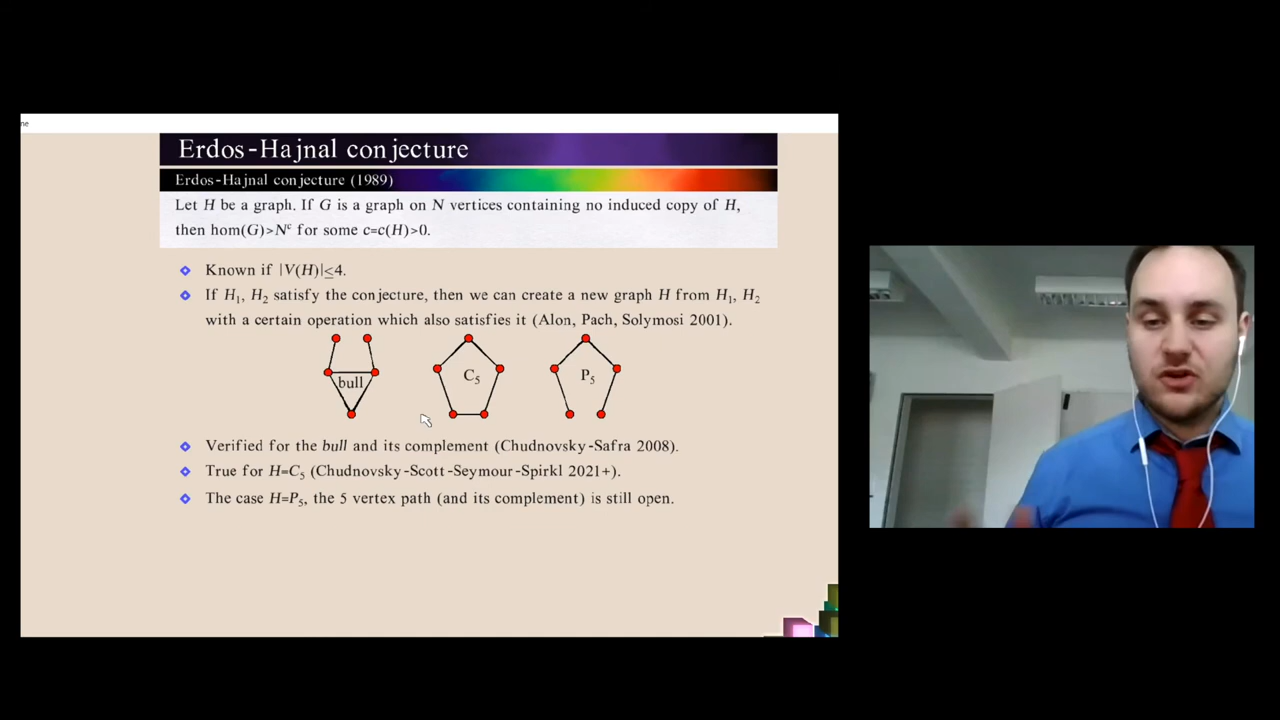 ne
Erdos-Hajnal conjecture
Erdos-Hajnal conjecture (1989)
Let H be a graph. If G is a graph on N vertices containing no induced copy of H,
then hom(G)>Nᶜ for some c=c(H)>0.
Known if |V(H)|≤4.
If H₁, H₂ satisfy the conjecture, then we can create a new graph H from H₁, H₂
with a certain operation which also satisfies it (Alon, Pach, Solymosi 2001).
bull C₅ P₅
Verified for the bull and its complement (Chudnovsky-Safra 2008).
True for H=C₅ (Chudnovsky-Scott-Seymour-Spirkl 2021+).
The case H=P₅, the 5 vertex path (and its complement) is still open.